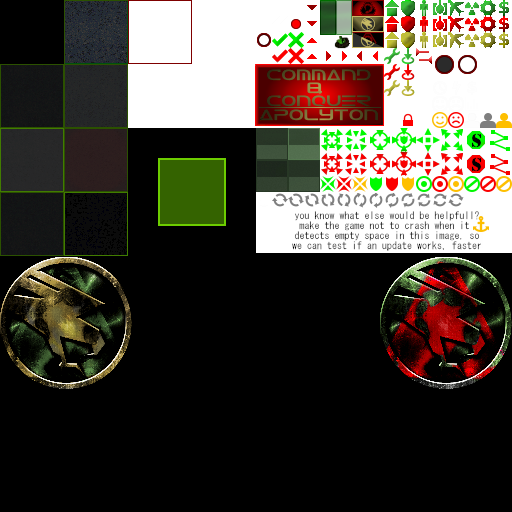 COMMAND
&
CONQUER
APOLYTON
$
$
$
S
S
you know what else would be helpfull?
make the game not to crash when it
detects empty space in this image, so
we can test if an update works, faster